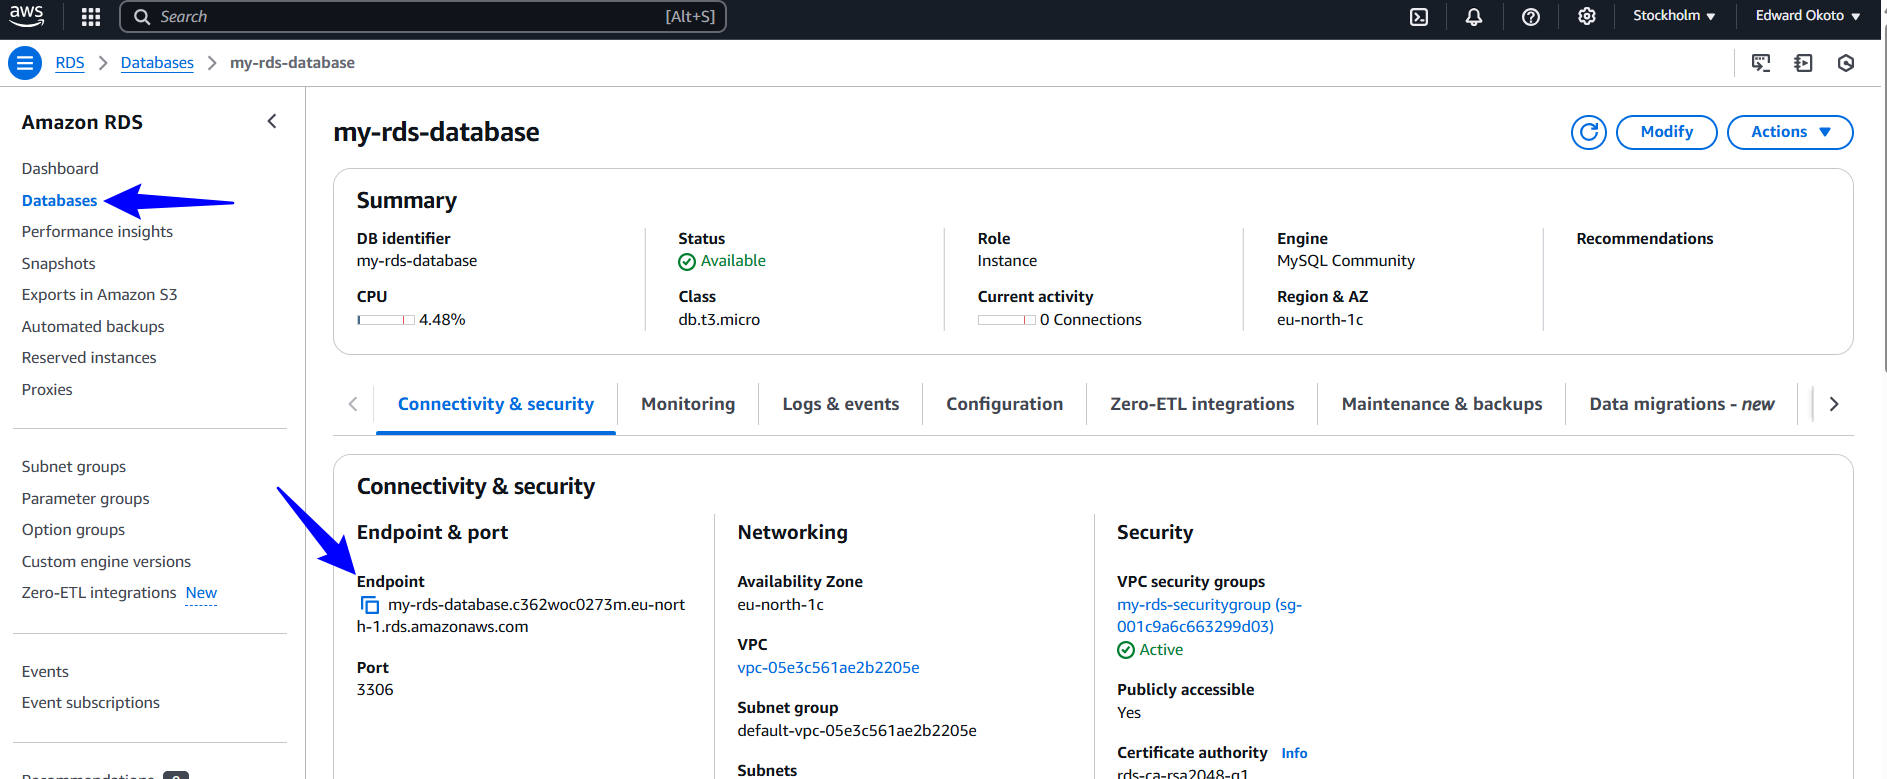 aws
Search [Alt+S]
Stockholm
Edward Okoto
RDS
Databases
my-rds-database
Amazon RDS
Dashboard
Databases
Performance insights
Snapshots
Exports in Amazon S3
Automated backups
Reserved instances
Proxies
Subnet groups
Parameter groups
Option groups
Custom engine versions
Zero-ETL integrations New
Events
Event subscriptions
Recommendations
my-rds-database
Modify
Actions
Summary
DB identifier
my-rds-database
CPU
4.48%
Status
Available
Class
db.t3.micro
Role
Instance
Current activity
0 Connections
Engine
MySQL Community
Region & AZ
eu-north-1c
Recommendations
Connectivity & security
Monitoring
Logs & events
Configuration
Zero-ETL integrations
Maintenance & backups
Data migrations - new
Connectivity & security
Endpoint & port
Endpoint
my-rds-database.c362woc0273m.eu-nort
h-1.rds.amazonaws.com
Port
3306
Networking
Availability Zone
eu-north-1c
VPC
vpc-05e3c561ae2b2205e
Subnet group
default-vpc-05e3c561ae2b2205e
Subnets
Security
VPC security groups
my-rds-securitygroup (sg-
001c9a6c663299d03)
Active
Publicly accessible
Yes
Certificate authority Info
rds-ca-rsa2048-g1